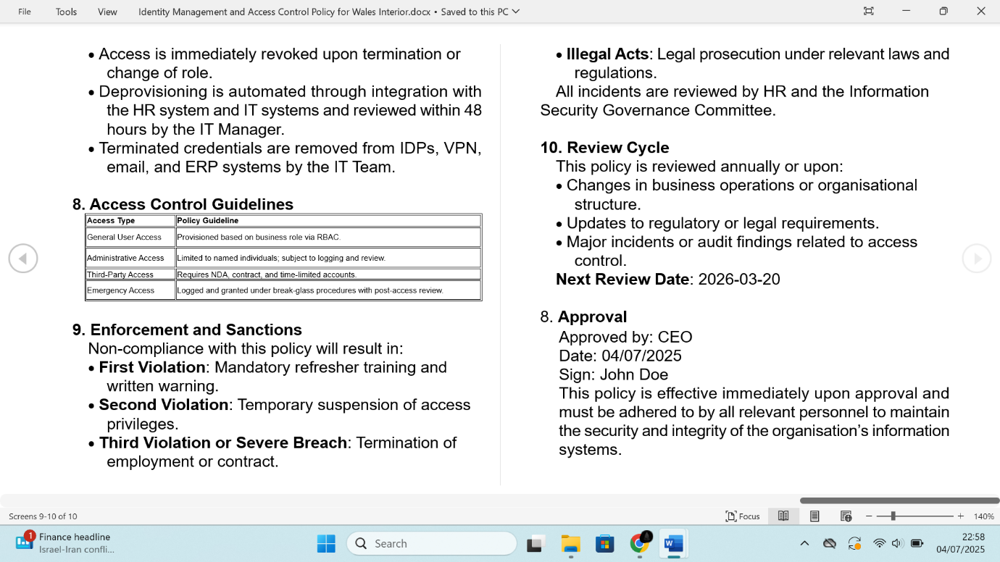 File Tools View Identity Management and Access Control Policy for Wales Interior.docx • Saved to this PC
• Access is immediately revoked upon termination or
change of role.
• Deprovisioning is automated through integration with
the HR system and IT systems and reviewed within 48
hours by the IT Manager.
• Terminated credentials are removed from IDPs, VPN,
email, and ERP systems by the IT Team.
8. Access Control Guidelines
Access Type Policy Guideline
General User Access Provisioned based on business role via RBAC.
Administrative Access Limited to named individuals; subject to logging and review.
Third-Party Access Requires NDA, contract, and time-limited accounts.
Emergency Access Logged and granted under break-glass procedures with post-access review.
9. Enforcement and Sanctions
Non-compliance with this policy will result in:
• First Violation: Mandatory refresher training and
written warning.
• Second Violation: Temporary suspension of access
privileges.
• Third Violation or Severe Breach: Termination of
employment or contract.
• Illegal Acts: Legal prosecution under relevant laws and
regulations.
All incidents are reviewed by HR and the Information
Security Governance Committee.
10. Review Cycle
This policy is reviewed annually or upon:
• Changes in business operations or organisational
structure.
• Updates to regulatory or legal requirements.
• Major incidents or audit findings related to access
control.
Next Review Date: 2026-03-20
8. Approval
Approved by: CEO
Date: 04/07/2025
Sign: John Doe
This policy is effective immediately upon approval and
must be adhered to by all relevant personnel to maintain
the security and integrity of the organisation's information
systems.
Screens 9-10 of 10 Focus 140%
1 Finance headline
Israel-Iran confli...
Search
22:58
04/07/2025